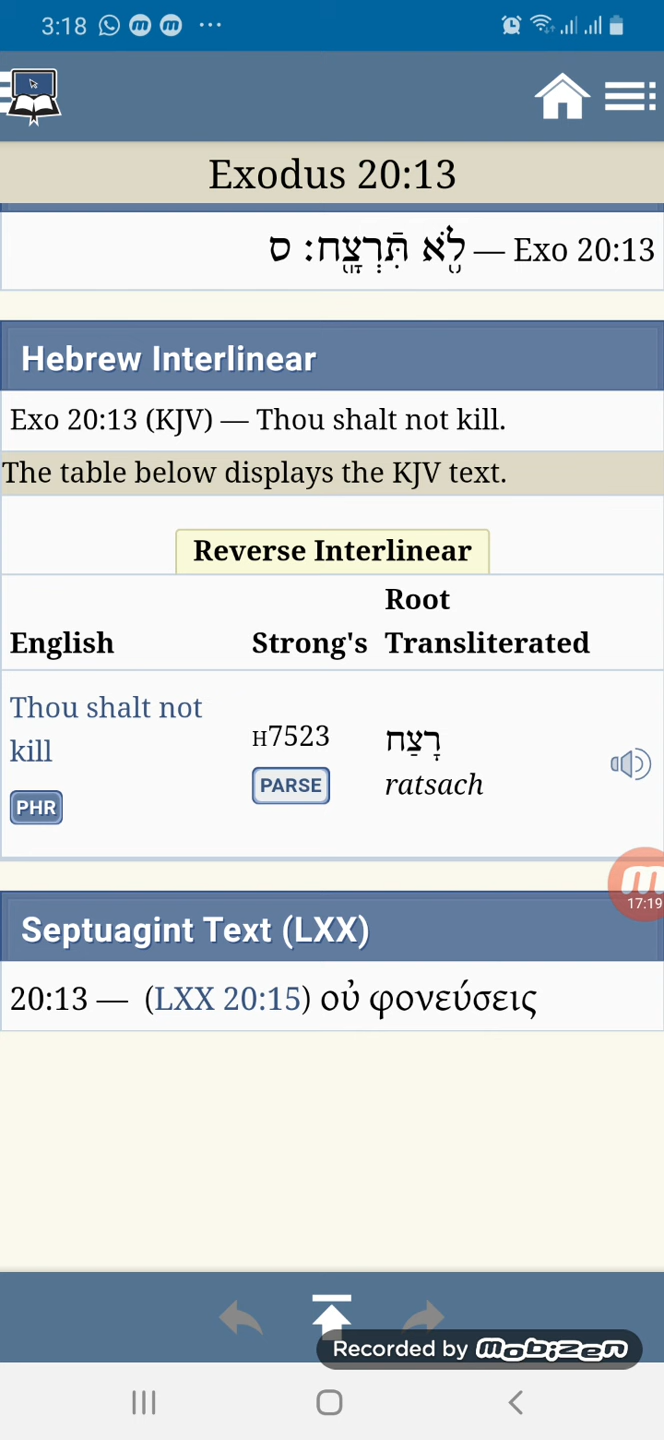 3:18
Exodus 20:13
לֹ֥֖א תִּֿרְצָֽ֖ח׃ ס — Exo 20:13
Hebrew Interlinear
Exo 20:13 (KJV) — Thou shalt not kill.
The table below displays the KJV text.
Reverse Interlinear
English Strong's Root Transliterated
Thou shalt not kill H7523 רָצַח
PHR PARSE ratsach
17:19
Septuagint Text (LXX)
20:13 — (LXX 20:15) οὐ φονεύσεις
Recorded by mobizen